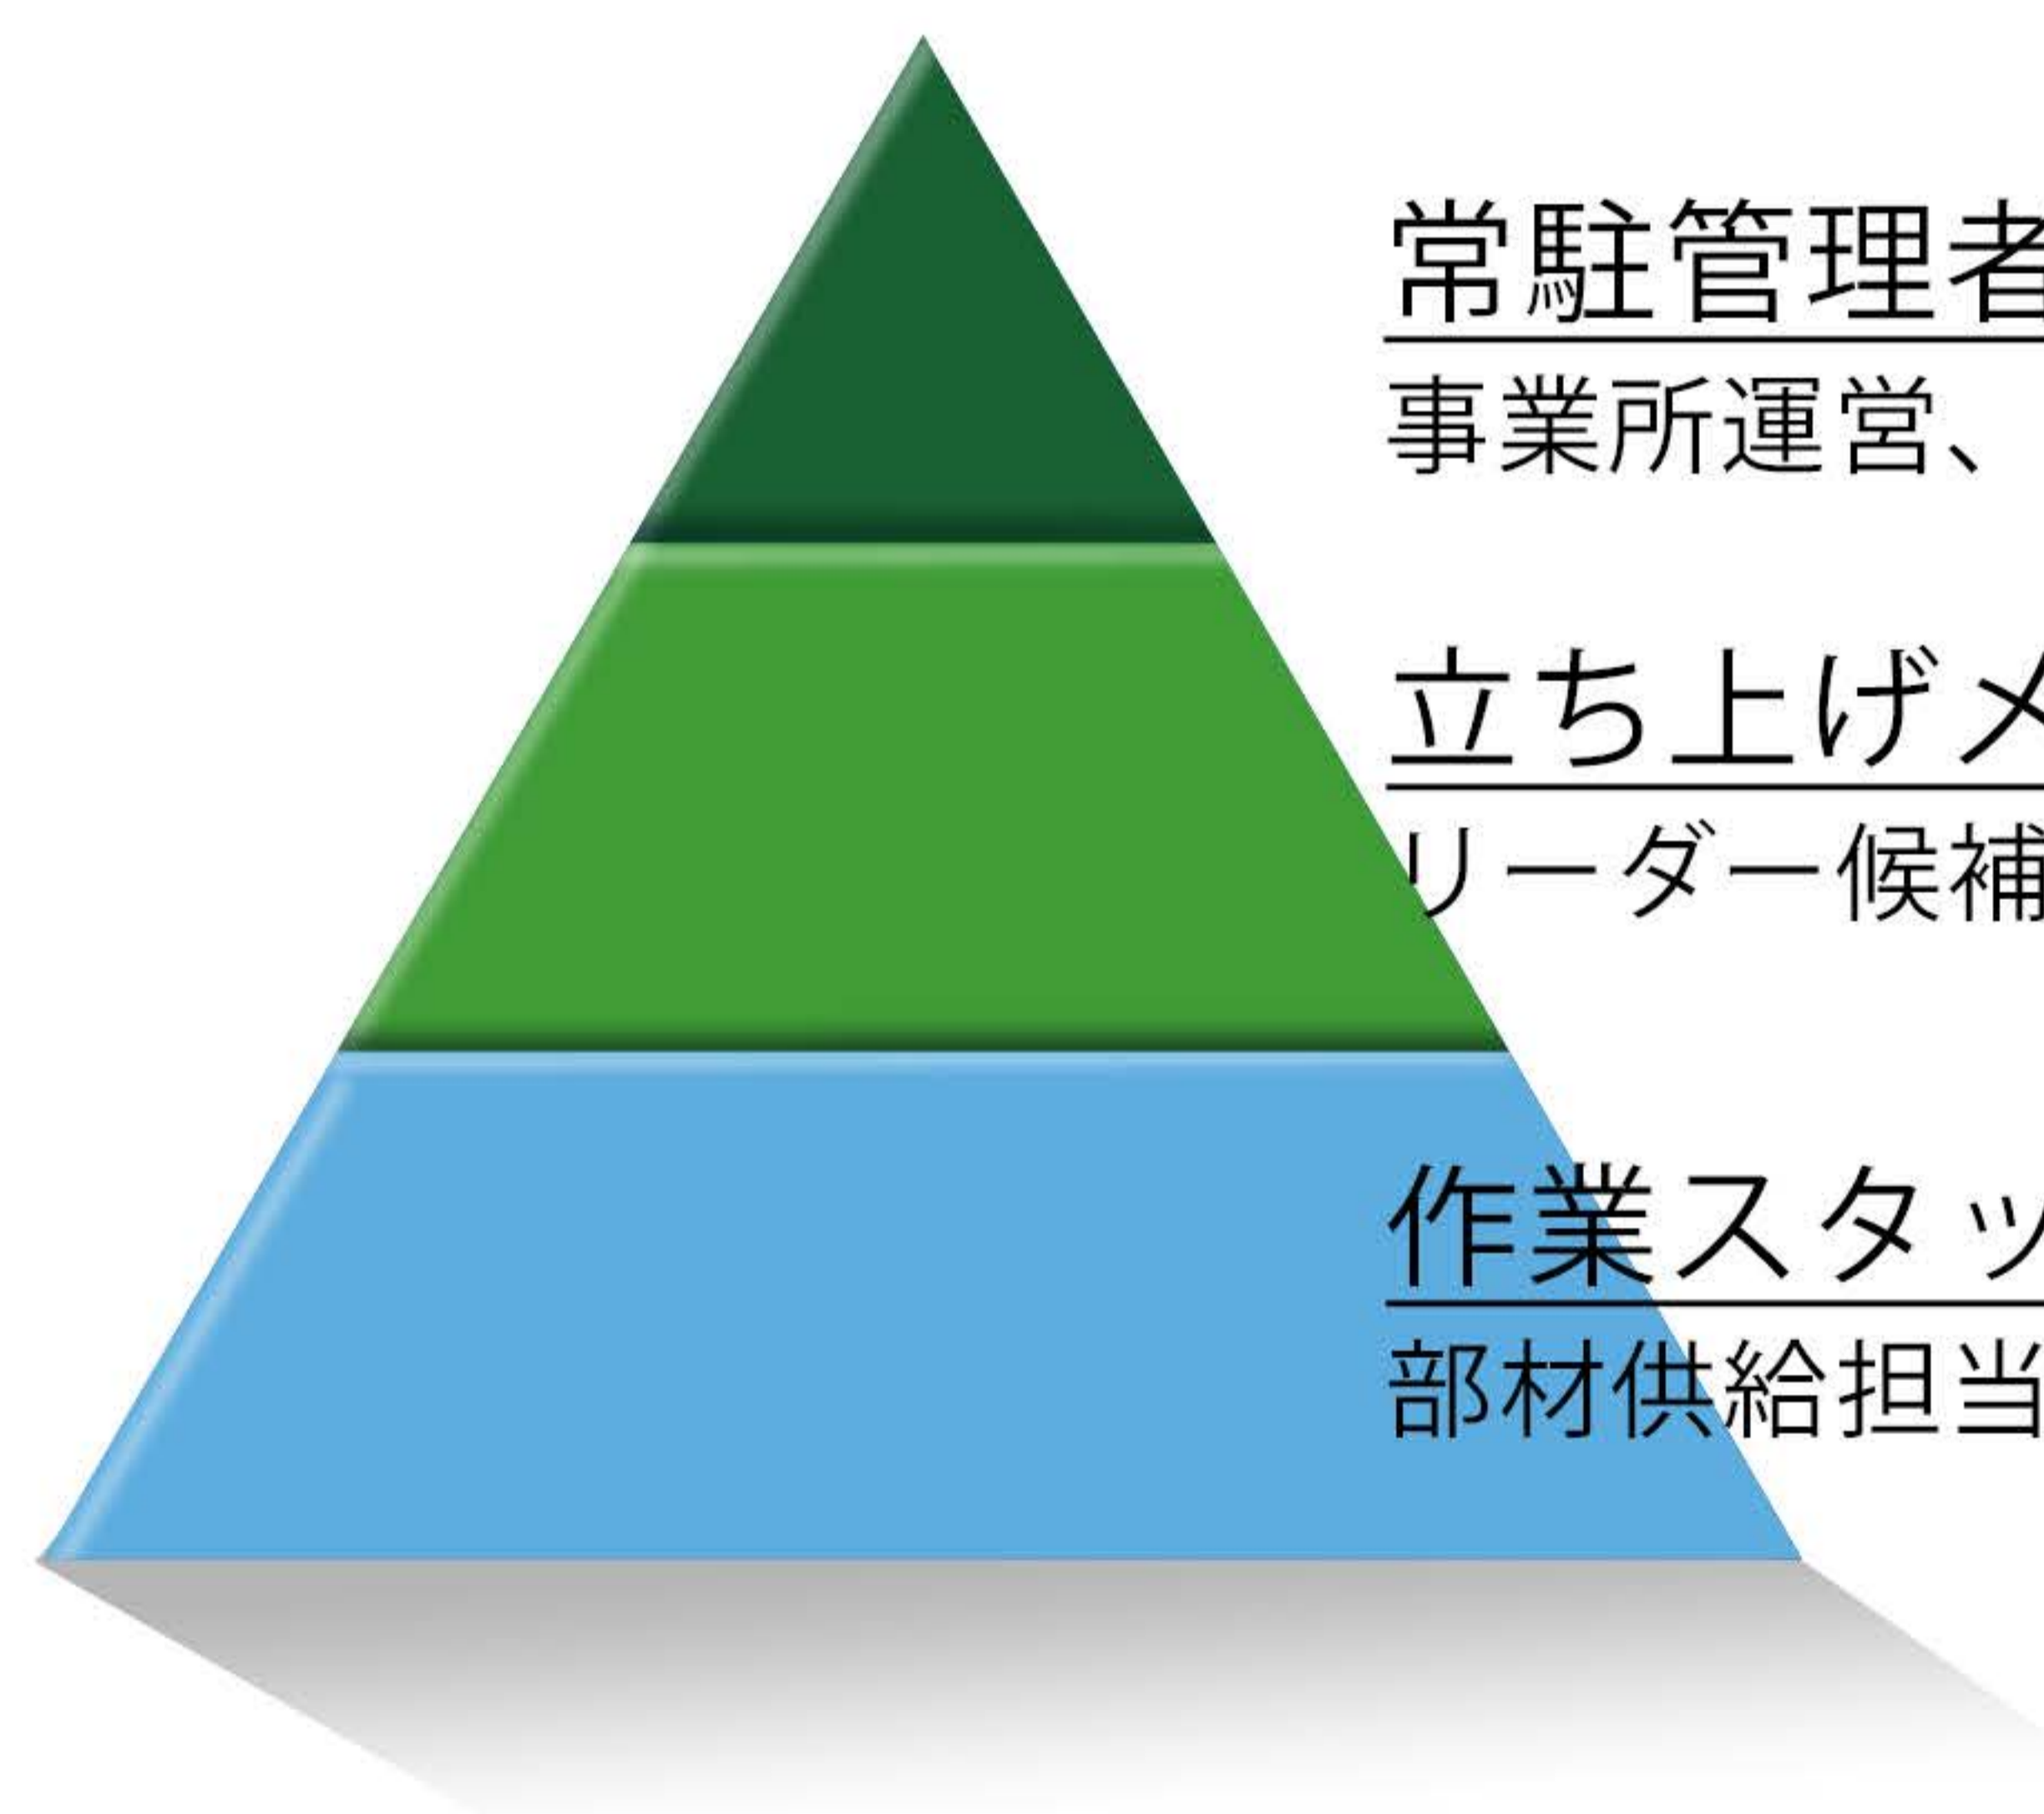 常駐管理者
事業所運営、
立ち上げメ
リーダー候補
作業スタッ
部材供給担当